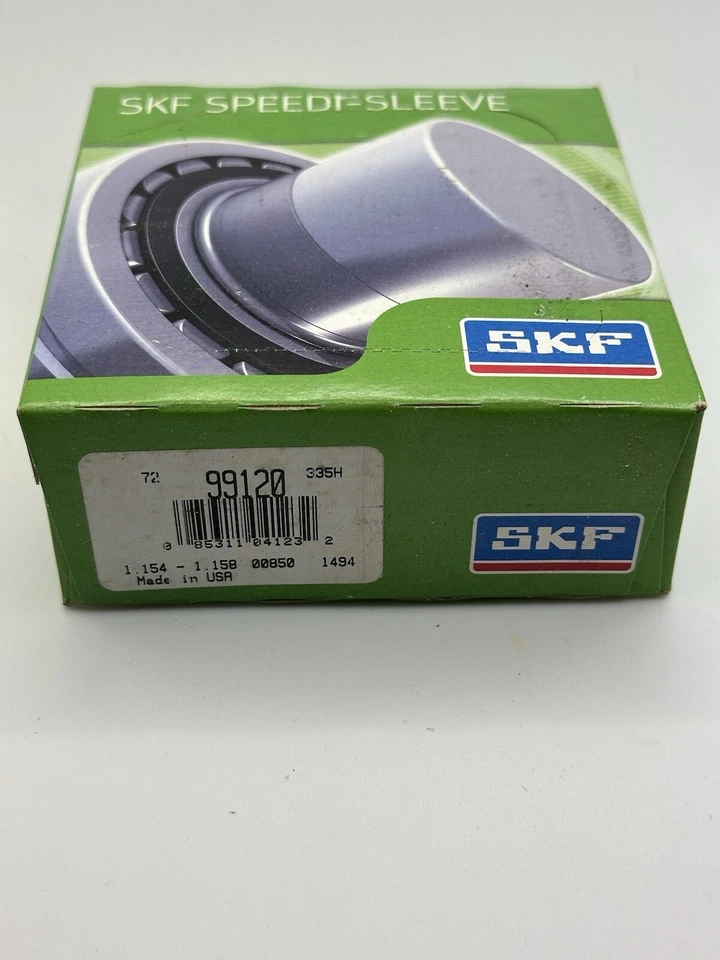 SKF SPEEDI-SLEEVE
SKF
72 99120 335H
0 85311 04123 2
1.154 - 1.158 00850 1494
Made in USA
SKF